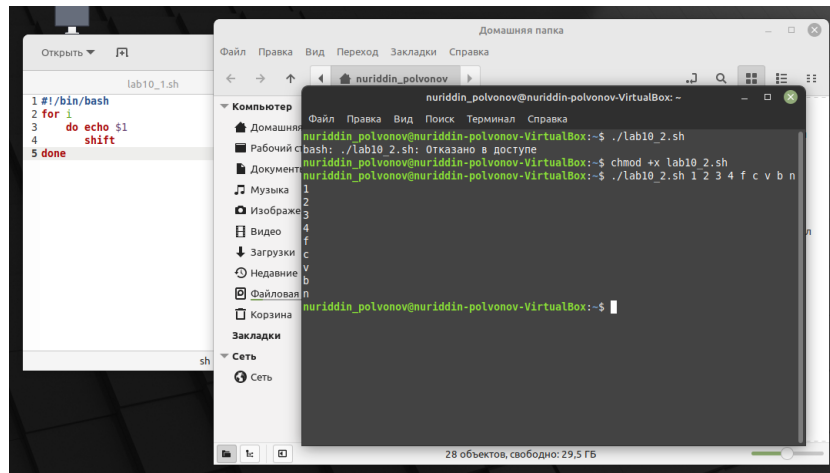 Открыть
lab10_1.sh
1 #!/bin/bash
2 for i
3 do echo $1
4 shift
5 done
sh
Домашняя папка
Файл Правка Вид Переход Закладки Справка
nuriddin_polvonov
Компьютер
Домашняя
Рабочий с
Документ
Музыка
Изображе
Видео
Загрузки
Недавние
Файловая
Корзина
Закладки
Сеть
Сеть
28 объектов, свободно: 29,5 ГБ
nuriddin_polvonov@nuriddin-polvonov-VirtualBox: ~
Файл Правка Вид Поиск Терминал Справка
nuriddin_polvonov@nuriddin-polvonov-VirtualBox:~$ ./lab10_2.sh
bash: ./lab10_2.sh: Отказано в доступе
nuriddin_polvonov@nuriddin-polvonov-VirtualBox:~$ chmod +x lab10_2.sh
nuriddin_polvonov@nuriddin-polvonov-VirtualBox:~$ ./lab10_2.sh 1 2 3 4 f c v b n
1
2
3
4
f
c
v
b
n
nuriddin_polvonov@nuriddin-polvonov-VirtualBox:~$